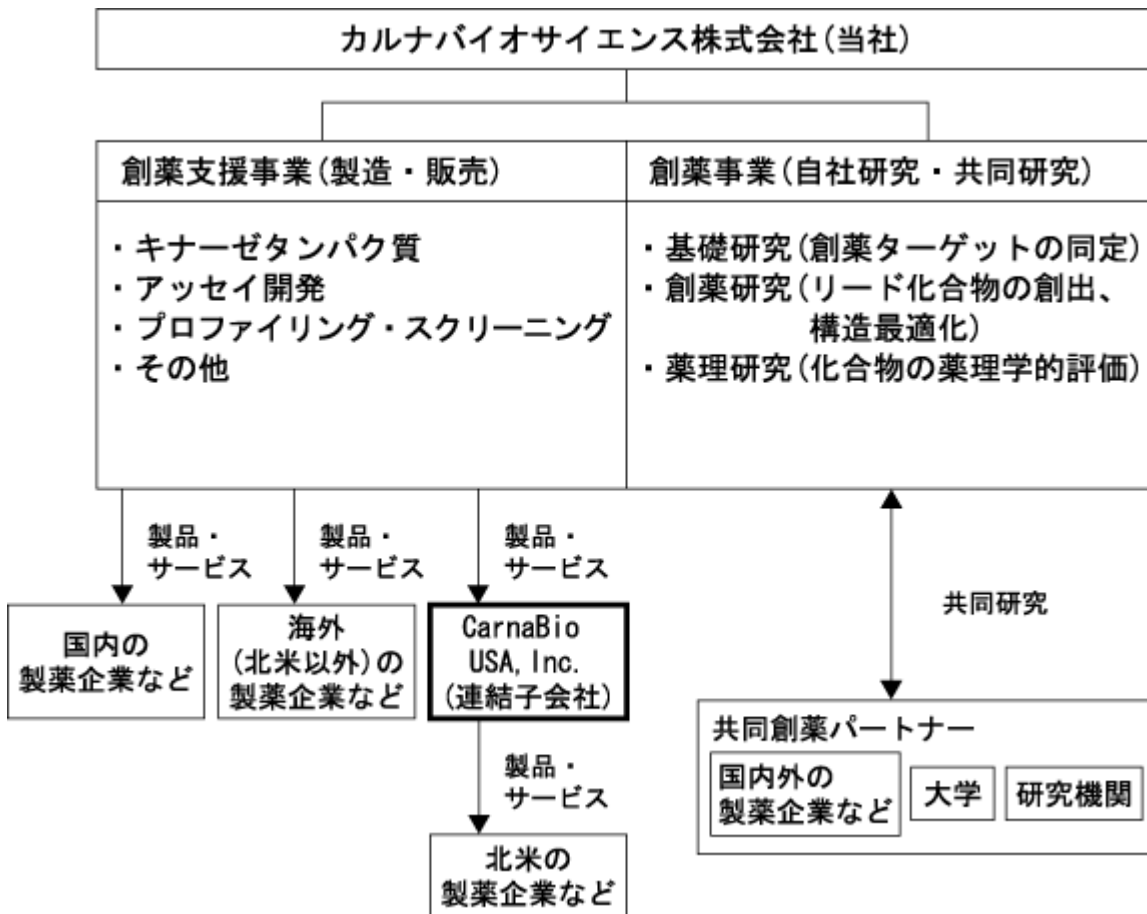 カルナバイオサイエンス株式会社(当社)
創薬支援事業(製造・販売)
・キナーゼタンパク質
・アッセイ開発
・プロファイリング・スクリーニング
・その他
創薬事業(自社研究・共同研究)
・基礎研究(創薬ターゲットの同定)
・創薬研究(リード化合物の創出、
構造最適化)
・薬理研究(化合物の薬理学的評価)
製品・
サービス
製品・
サービス
製品・
サービス
共同研究
国内の
製薬企業など
海外
(北米以外)の
製薬企業など
CarnaBio
USA, Inc.
(連結子会社)
製品・
サービス
北米の
製薬企業など
共同創薬パートナー
国内外の
製薬企業など
大学
研究機関